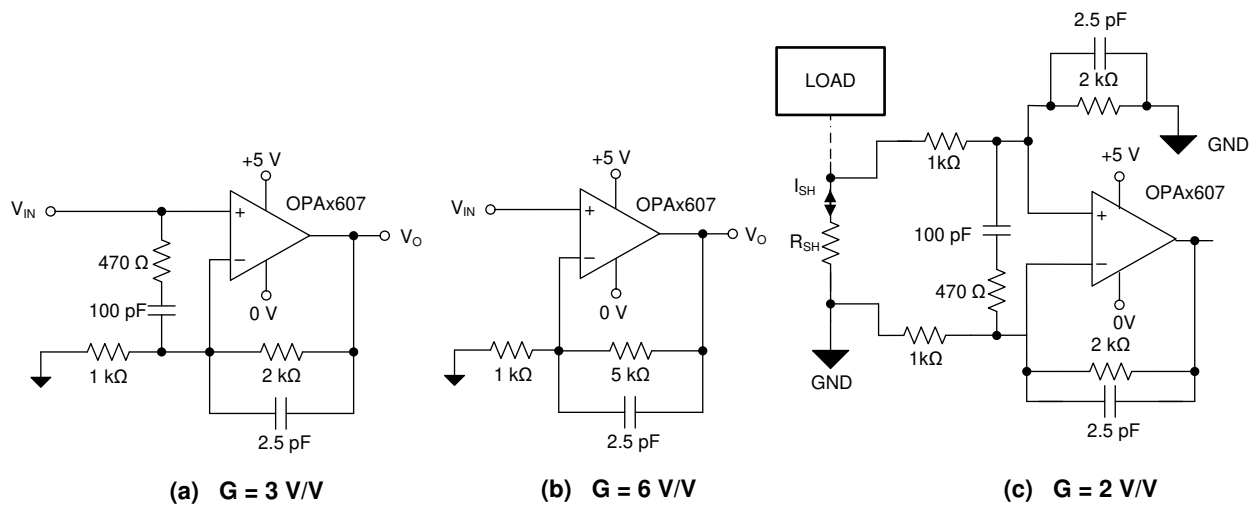 +5 V
OPAx607
V_IN
+
−
V_O
470 Ω
100 pF
0 V
1 kΩ
2 kΩ
2.5 pF
(a) G = 3 V/V
+5 V
OPAx607
V_IN
+
−
V_O
0 V
1 kΩ
5 kΩ
2.5 pF
(b) G = 6 V/V
2.5 pF
2 kΩ
GND
LOAD
1kΩ
I_SH
R_SH
+5 V
OPAx607
+
−
100 pF
470 Ω
0V
1kΩ
GND
2 kΩ
2.5 pF
(c) G = 2 V/V